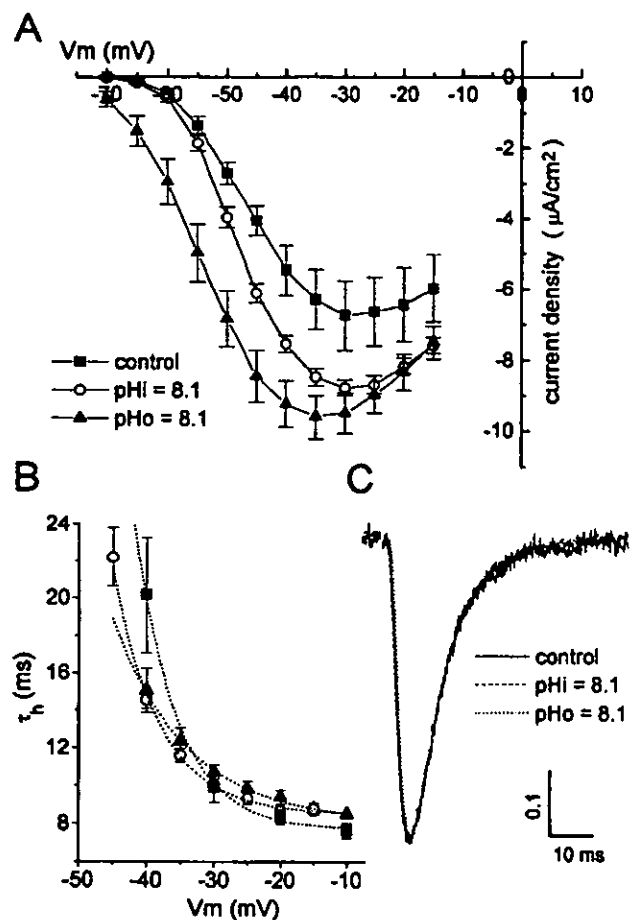 A
Vm (mV)
-70 -60 -50 -40 -30 -20 -10 0 10
0
-2
-4
-6
-8
-10
current density ( μA/cm²)
control
pHi = 8.1
pHo = 8.1
B
C
24
20
16
12
8
τh (ms)
-50 -40 -30 -20 -10
Vm (mV)
control
pHi = 8.1
pHo = 8.1
0.1
10 ms